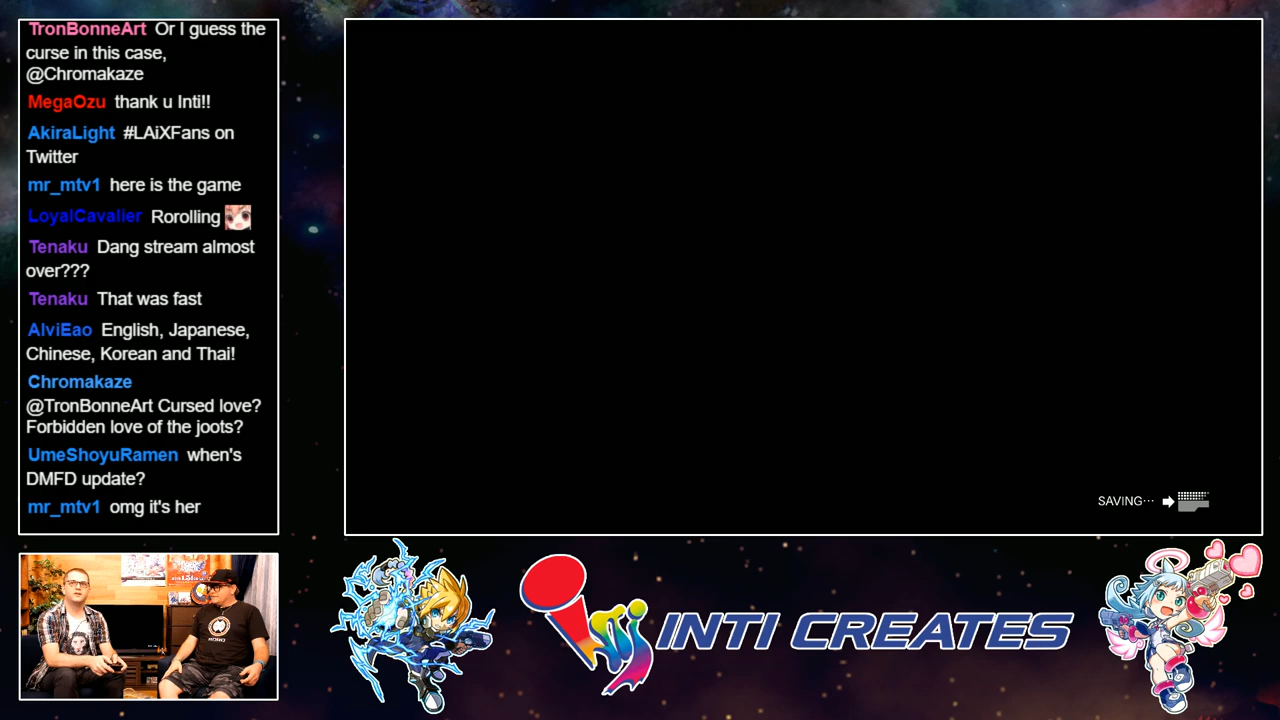 TronBonneArt Or I guess the
curse in this case,
@Chromakaze
MegaOzu thank u Inti!!
AkiraLight #LAiXFans on
Twitter
mr_mtv1 here is the game
LoyalCavalier Rorolling
Tenaku Dang stream almost
over???
Tenaku That was fast
AlviEao English, Japanese,
Chinese, Korean and Thai!
Chromakaze
@TronBonneArt Cursed love?
Forbidden love of the joots?
UmeShoyuRamen when's
DMFD update?
mr_mtv1 omg it's her
SAVING···
INTI CREATES